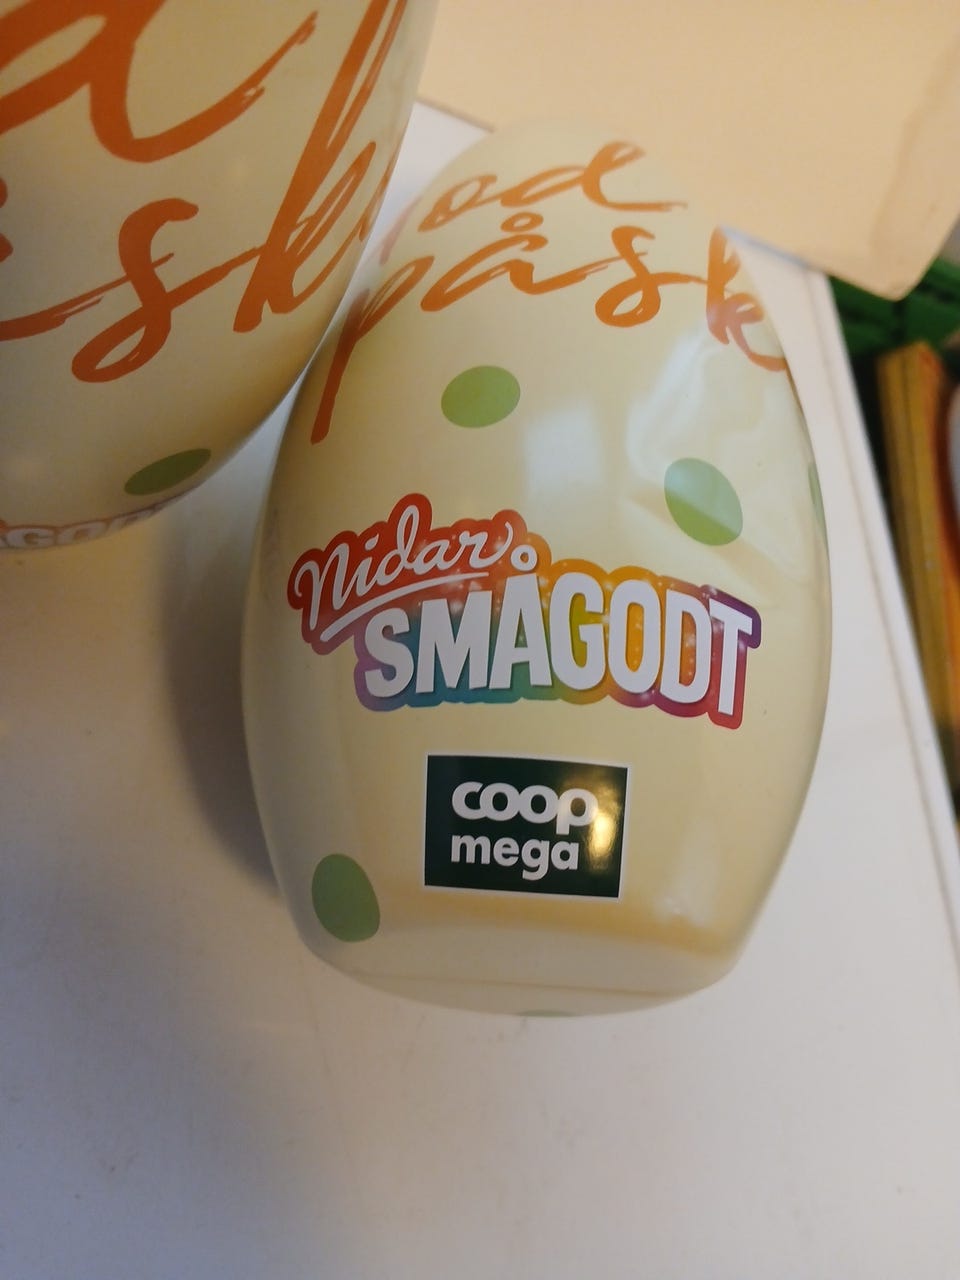 god
påske
Nidar
SMÅGODT
coop
mega